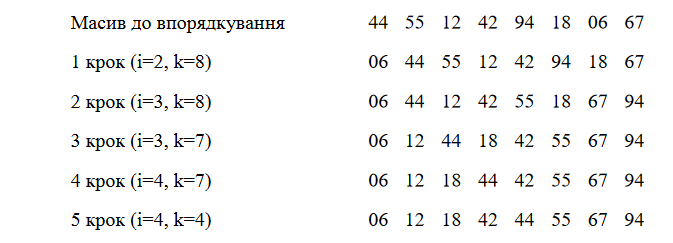 Масив до впорядкування 44 55 12 42 94 18 06 67
1 крок (i=2, k=8) 06 44 55 12 42 94 18 67
2 крок (i=3, k=8) 06 44 12 42 55 18 67 94
3 крок (i=3, k=7) 06 12 44 18 42 55 67 94
4 крок (i=4, k=7) 06 12 18 44 42 55 67 94
5 крок (i=4, k=4) 06 12 18 42 44 55 67 94